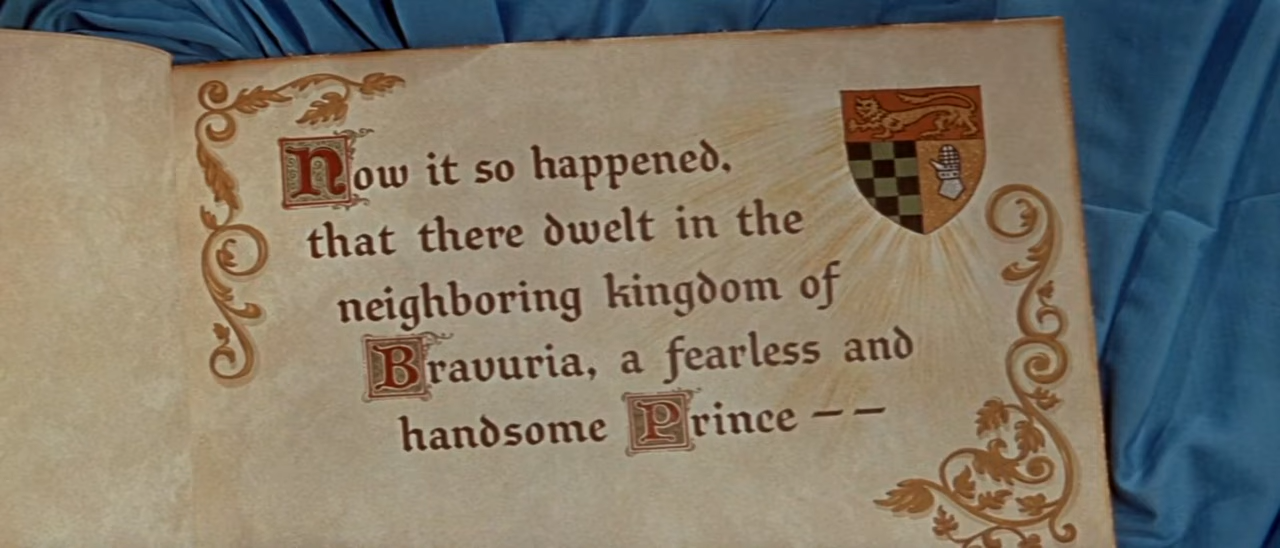 Now it so happened,
that there dwelt in the
neighboring kingdom of
Bravuria, a fearless and
handsome Prince — —